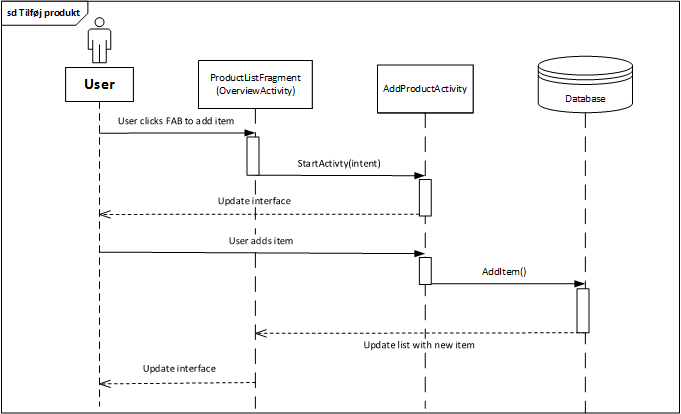 sd Tilføj produkt
User
ProductListFragment
(OverviewActivity)
AddProductActivity
Database
User clicks FAB to add item
StartActivty(intent)
Update interface
User adds item
AddItem()
Update list with new item
Update interface